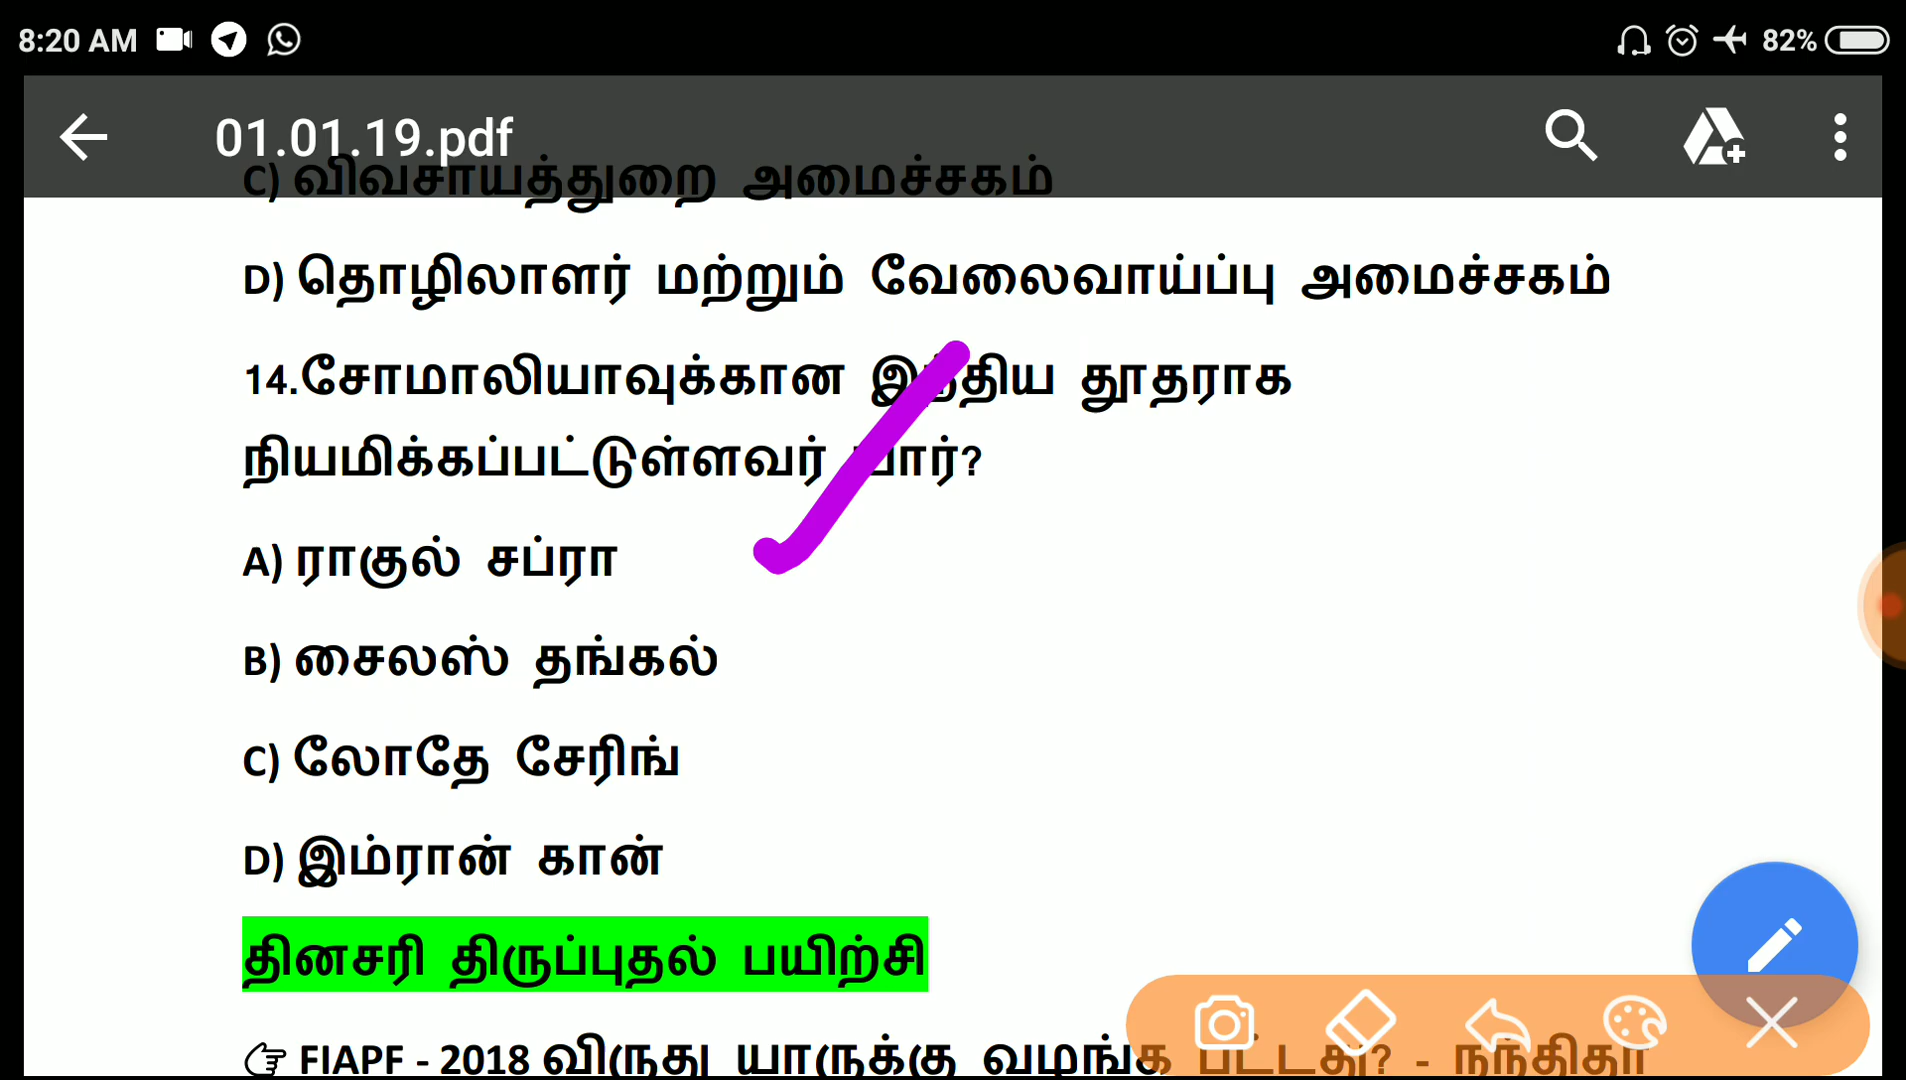 8:20 AM 82%
01.01.19.pdf
C) விவசாயத்துறை அமைச்சகம்
D) தொழிலாளர் மற்றும் வேலைவாய்ப்பு அமைச்சகம்
14.சோமாலியாவுக்கான இந்திய தூதராக
நியமிக்கப்பட்டுள்ளவர் யார்?
A) ராகுல் சப்ரா
B) சைலஸ் தங்கல்
C) லோதே சேரிங்
D) இம்ரான் கான்
தினசரி திருப்புதல் பயிற்சி
FIAPF - 2018 விருது யாருக்கு வழங்க பட்டது? - நந்திதா